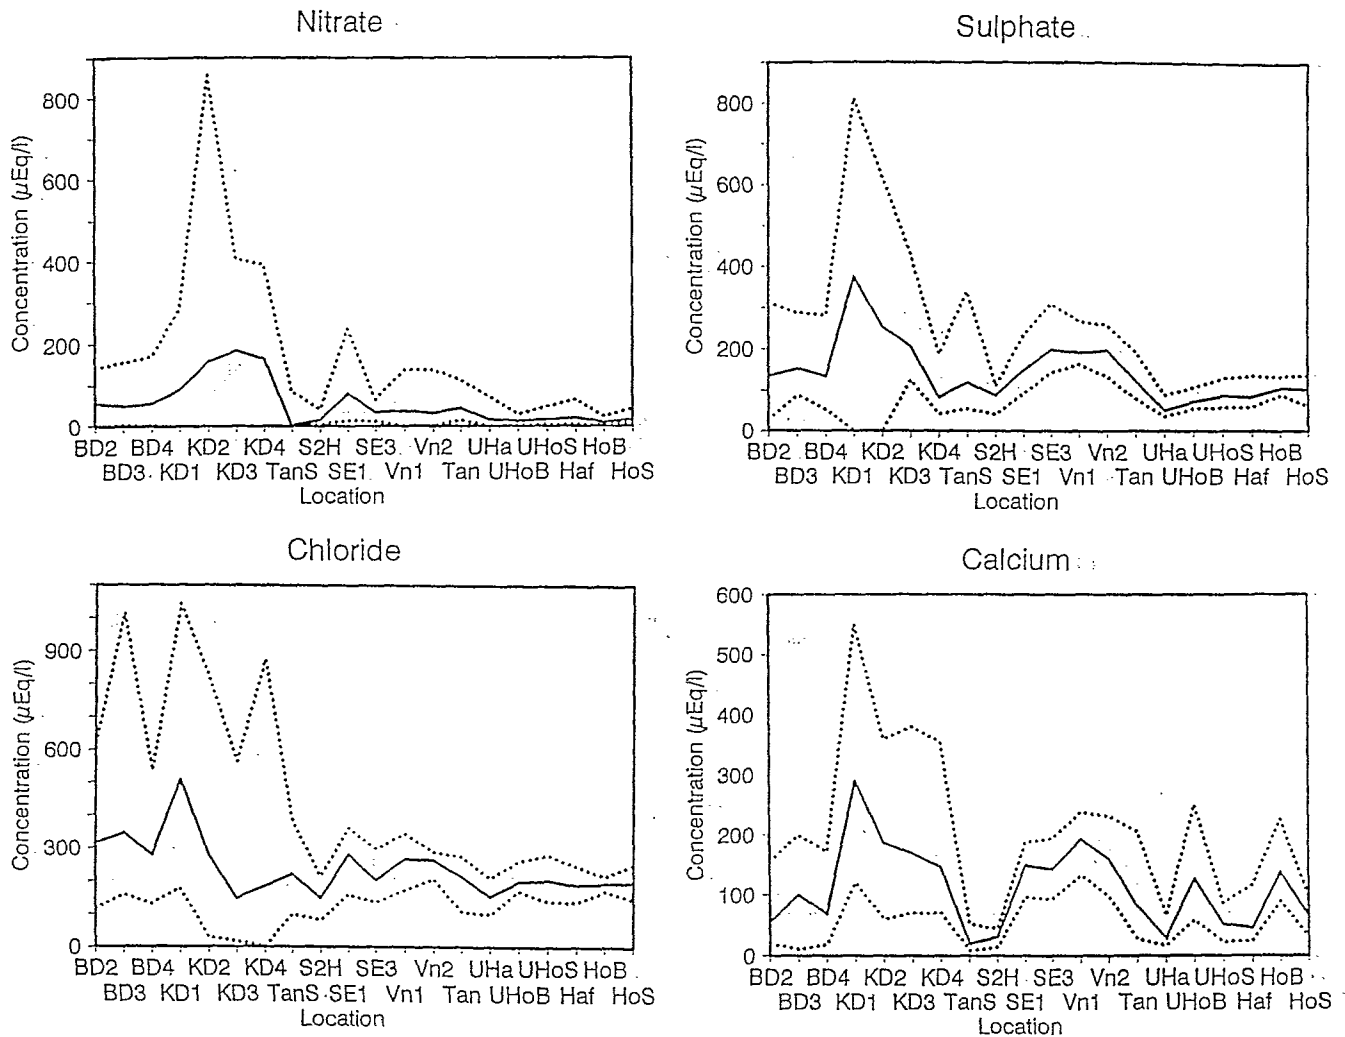 Nitrate
Concentration (µEq/l)
800
600
400
200
0
BD2 BD4 KD2 KD4 S2H SE3 Vn2 UHa UHoS HoB
BD3 KD1 KD3 TanS SE1 Vn1 Tan UHoB Haf HoS
Location
Sulphate
Concentration (µEq/l)
800
600
400
200
0
BD2 BD4 KD2 KD4 S2H SE3 Vn2 UHa UHoS HoB
BD3 KD1 KD3 TanS SE1 Vn1 Tan UHoB Haf HoS
Location
Chloride
Concentration (µEq/l)
900
600
300
0
BD2 BD4 KD2 KD4 S2H SE3 Vn2 UHa UHoS HoB
BD3 KD1 KD3 TanS SE1 Vn1 Tan UHoB Haf HoS
Location
Calcium
Concentration (µEq/l)
600
500
400
300
200
100
0
BD2 BD4 KD2 KD4 S2H SE3 Vn2 UHa UHoS HoB
BD3 KD1 KD3 TanS SE1 Vn1 Tan UHoB Haf HoS
Location